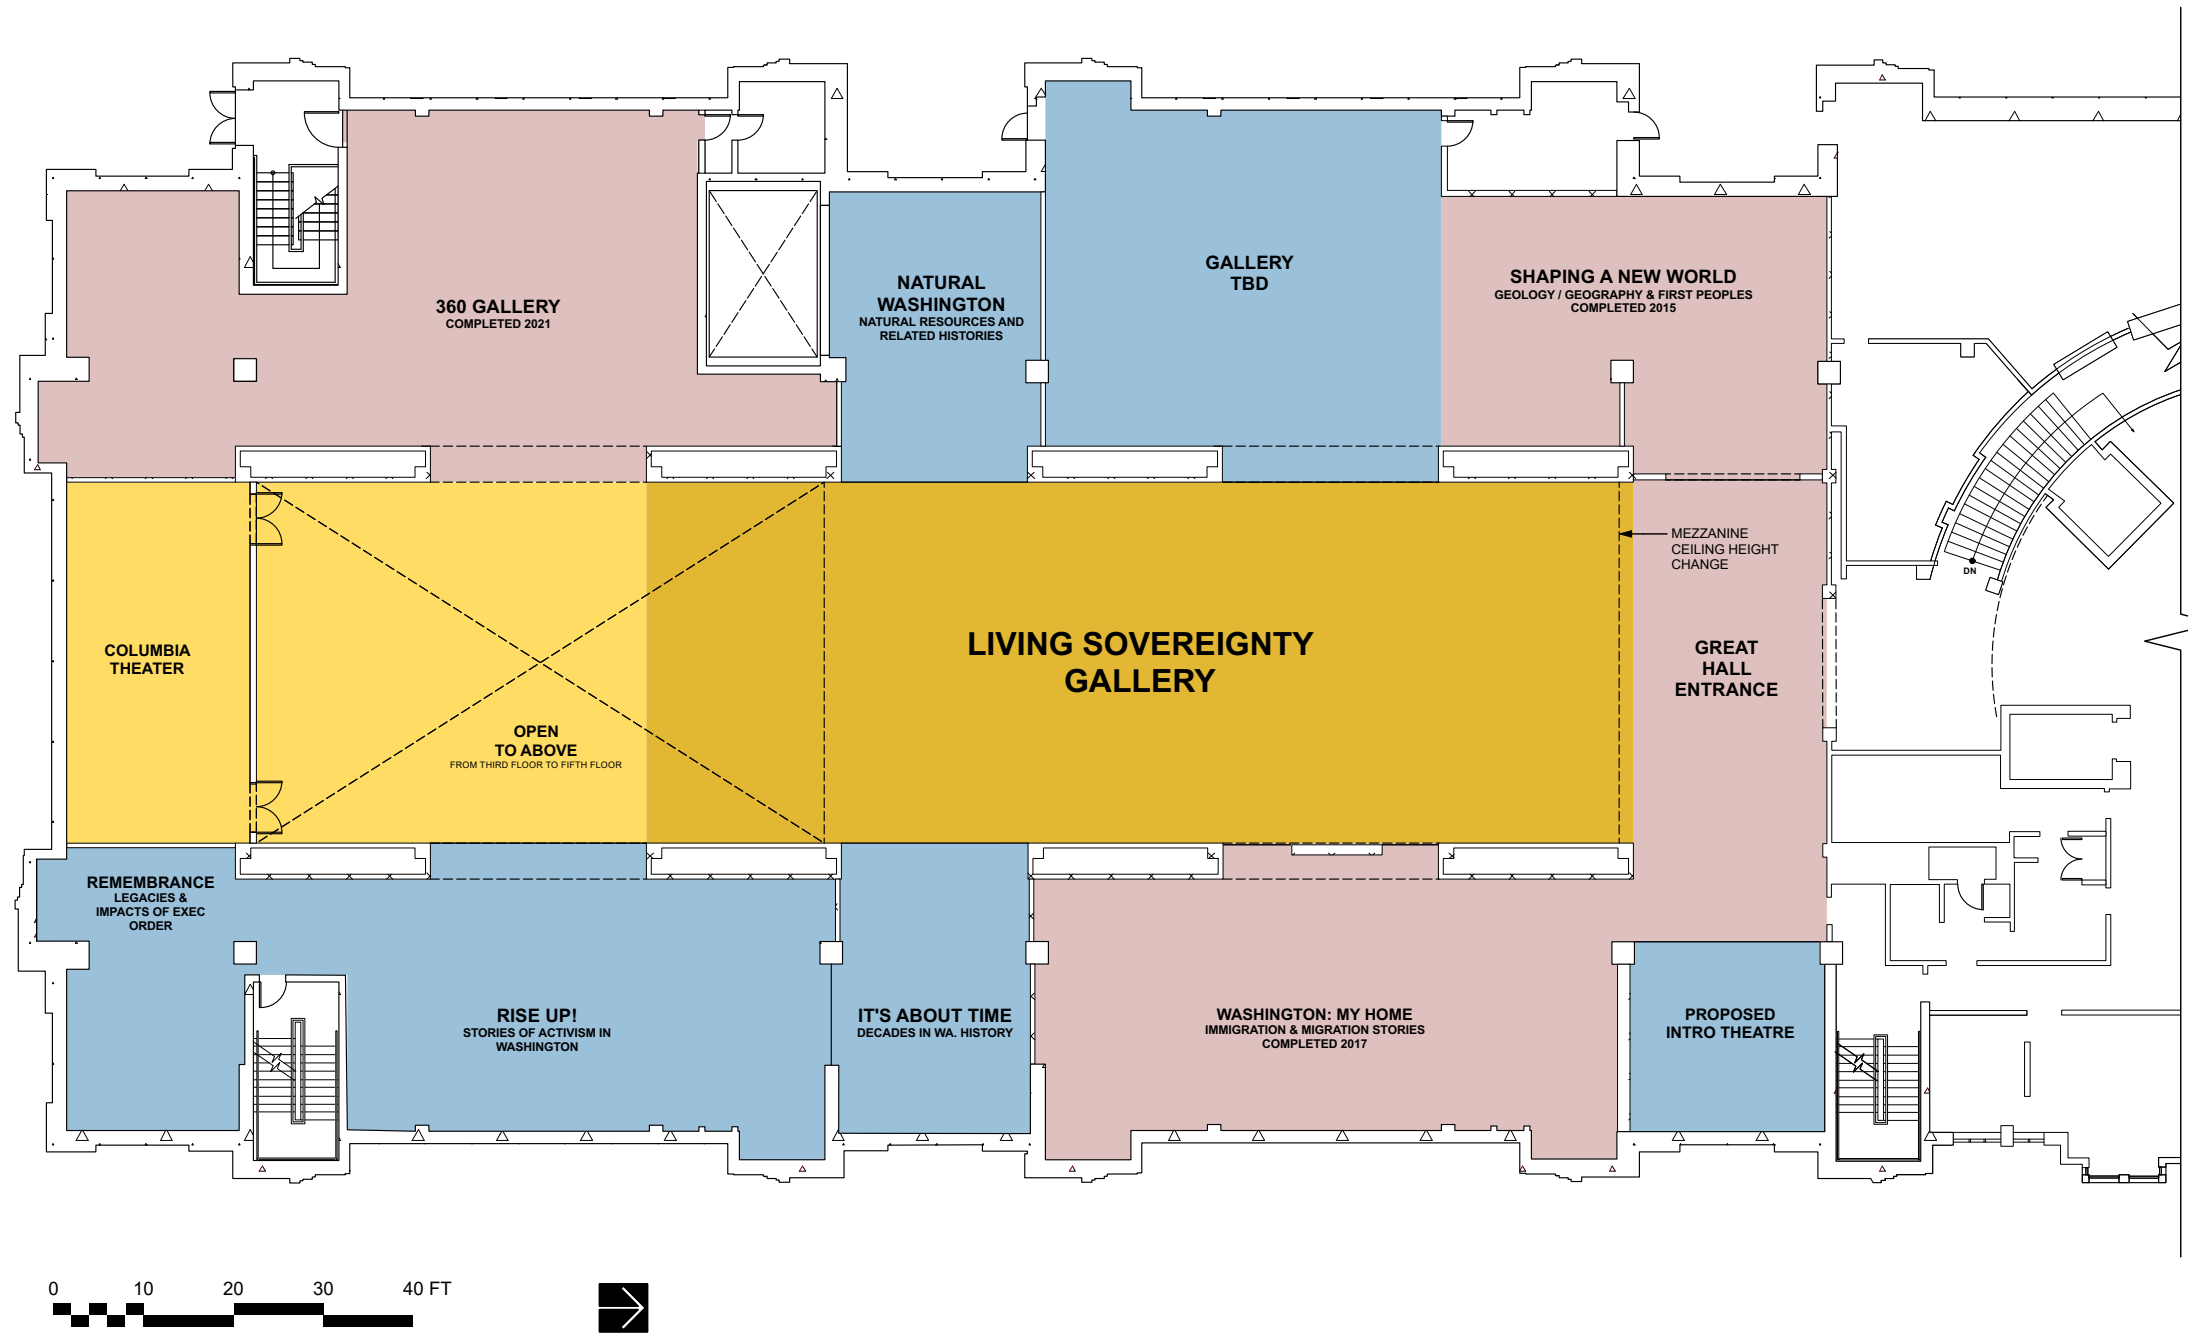 360 GALLERY
COMPLETED 2021
NATURAL
WASHINGTON
NATURAL RESOURCES AND
RELATED HISTORIES
GALLERY
TBD
SHAPING A NEW WORLD
GEOLOGY / GEOGRAPHY & FIRST PEOPLES
COMPLETED 2015
MEZZANINE
CEILING HEIGHT
CHANGE
DN
COLUMBIA
THEATER
OPEN
TO ABOVE
FROM THIRD FLOOR TO FIFTH FLOOR
LIVING SOVEREIGNTY
GALLERY
GREAT
HALL
ENTRANCE
REMEMBRANCE
LEGACIES &
IMPACTS OF EXEC
ORDER
RISE UP!
STORIES OF ACTIVISM IN
WASHINGTON
IT'S ABOUT TIME
DECADES IN WA. HISTORY
WASHINGTON: MY HOME
IMMIGRATION & MIGRATION STORIES
COMPLETED 2017
PROPOSED
INTRO THEATRE
0 10 20 30 40 FT